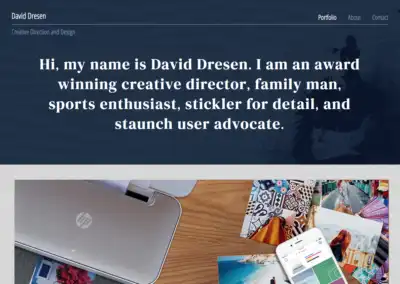 David Dresen
Portfolio
About
Contact
Creative Direction and Design
Hi, my name is David Dresen. I am an award
winning creative director, family man,
sports enthusiast, stickler for detail, and
staunch user advocate.
hp